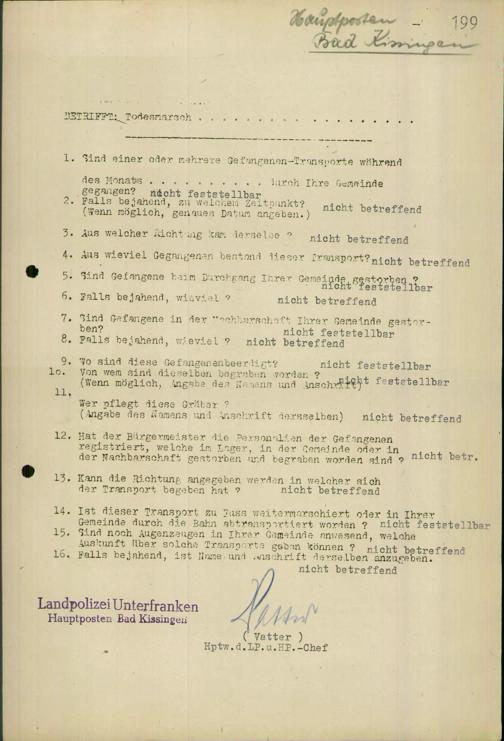 Hauptposten - 199
Bad Kissingen
BETRIFFT: Todesmarsch . . . . . . . . . . . . . . . . . .
1. Sind einer oder mehrere Gefangenen-Transporte während
des Monats . . . . . . . . . . durch Ihre Gemeinde
gegangen? nicht feststellbar
2. Falls bejahend, zu welchem Zeitpunkt?
(Wenn möglich, genaues Datum angeben.) nicht betreffend
3. Aus welcher Richtung kam derselbe ? nicht betreffend
4. Aus wieviel Gegangenen bestand dieser Transport? nicht betreffend
5. Sind Gefangene beim Durchgang Ihrer Gemeinde gestorben ?
nicht feststellbar
6. Falls bejahend, wieviel ? nicht betreffend
7. Sind Gefangene in der Nachbarschaft Ihrer Gemeinde gestor-
ben? nicht feststellbar
8. Falls bejahend, wieviel ? nicht betreffend
9. Wo sind diese Gefangenenbeerdigt? nicht feststellbar
10. Von wem sind dieselben begraben worden ?
(Wenn möglich, Angabe des Namens und Anschrift) nicht feststellbar
11.
Wer pflegt diese Gräber ?
(Angabe des Namens und Anschrift dersselben) nicht betreffend
12. Hat der Bürgermeister die Personalien der Gefangenen
registriert, welche im Lager, in der Gemeinde oder in
der Nachbarschaft gestorben und begraben worden sind ? nicht betr.
13. Kann die Richtung angegeben werden in welcher sich
der Transport begeben hat ? nicht betreffend
14. Ist dieser Transport zu Fuss weitermarschiert oder in Ihrer
Gemeinde durch die Bahn abtransportiert worden ? nicht feststellbar
15. Sind noch Augenzeugen in Ihrer Gemeinde anwesend, welche
Auskunft über solche Transporte geben können ? nicht betreffend
16. Falls bejahend, ist Name und Anschrift derselben anzugeben.
nicht betreffend
Landpolizei Unterfranken
Hauptposten Bad Kissingen
Vatter
( Vatter )
Hptw.d.LP.u.HP.-Chef